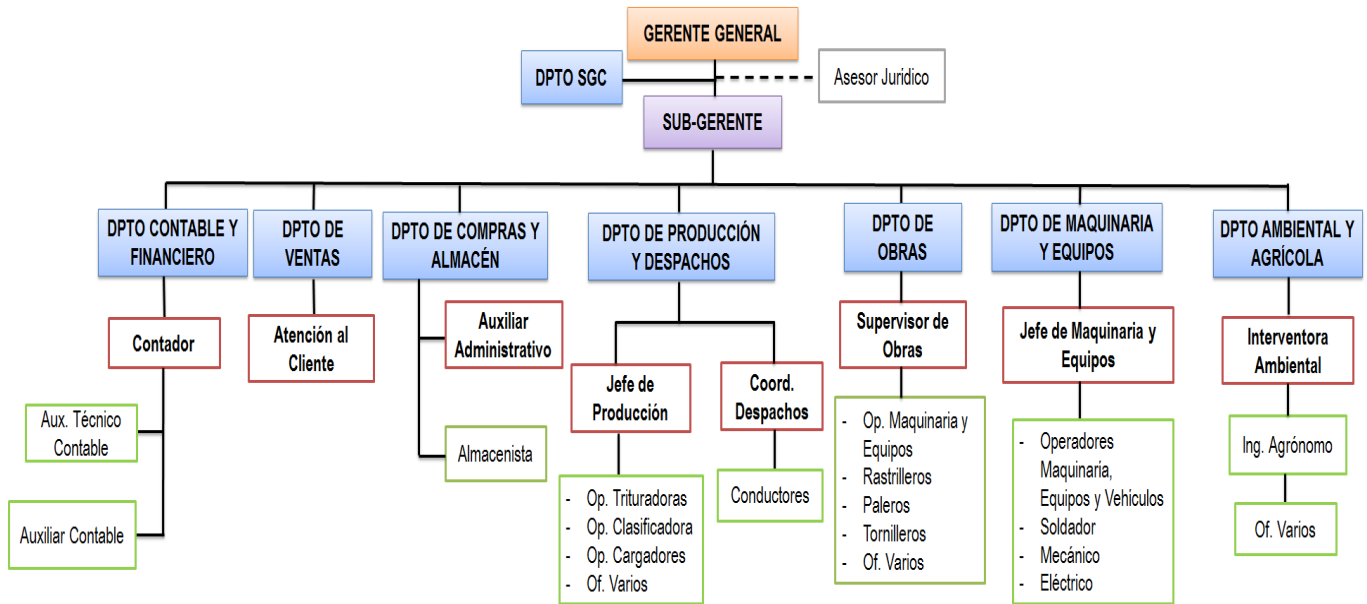 GERENTE GENERAL
DPTO SGC
Asesor Jurídico
SUB-GERENTE
DPTO CONTABLE Y
FINANCIERO
DPTO DE
VENTAS
DPTO DE COMPRAS Y
ALMACÉN
DPTO DE PRODUCCIÓN
Y DESPACHOS
DPTO DE
OBRAS
DPTO DE MAQUINARIA
Y EQUIPOS
DPTO AMBIENTAL Y
AGRÍCOLA
Contador
Aux. Técnico
Contable
Auxiliar Contable
Atención al
Cliente
Auxiliar
Administrativo
Almacenista
Jefe de
Producción
- Op. Trituradoras
- Op. Clasificadora
- Op. Cargadores
- Of. Varios
Coord.
Despachos
Conductores
Supervisor de
Obras
- Op. Maquinaria y
Equipos
- Rastrilleros
- Paleros
- Tornilleros
- Of. Varios
Jefe de Maquinaria y
Equipos
- Operadores
Maquinaria,
Equipos y Vehículos
- Soldador
- Mecánico
- Eléctrico
Interventora
Ambiental
Ing. Agrónomo
Of. Varios